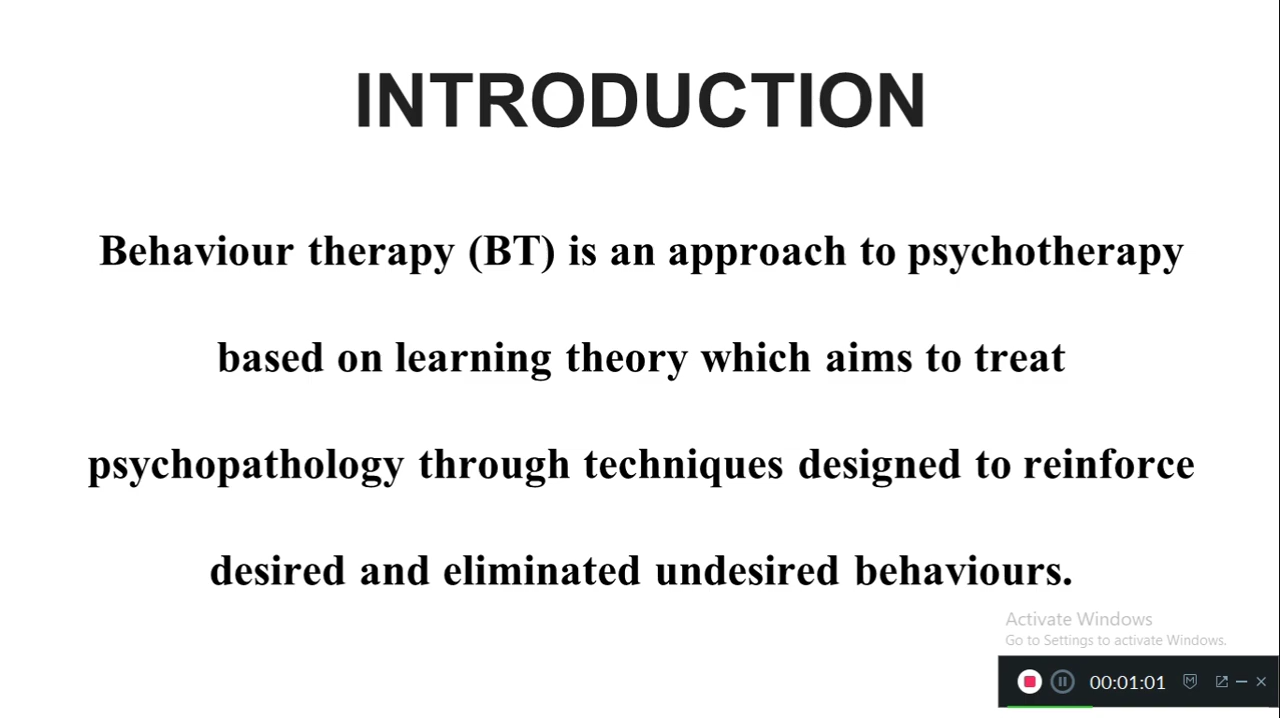 INTRODUCTION
Behaviour therapy (BT) is an approach to psychotherapy
based on learning theory which aims to treat
psychopathology through techniques designed to reinforce
desired and eliminated undesired behaviours.
Activate Windows
Go to Settings to activate Windows.
00:01:01